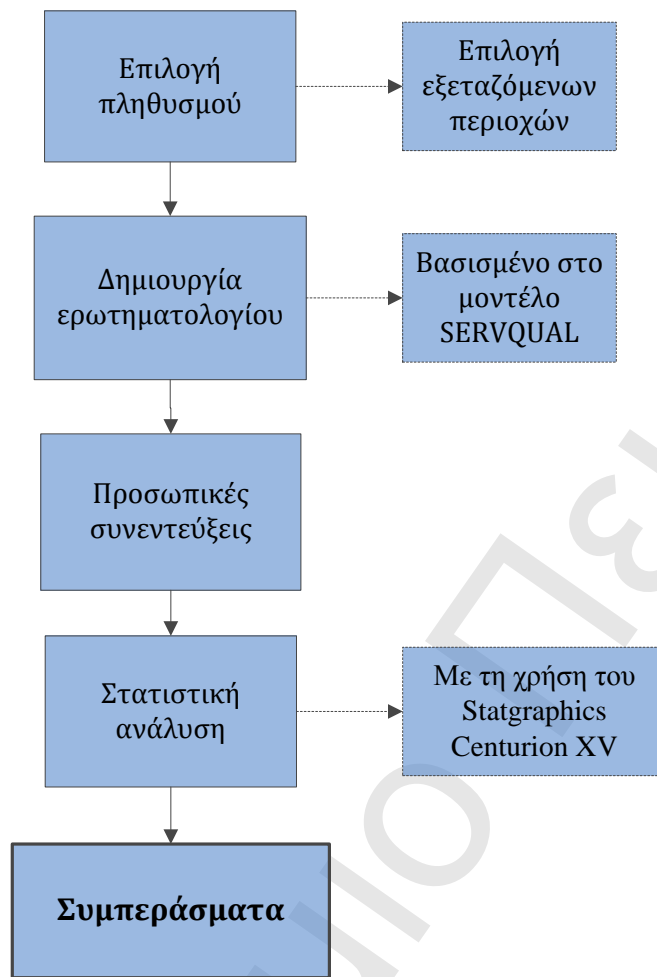 Επιλογή
πληθυσμού
Επιλογή
εξεταζόμενων
περιοχών
Δημιουργία
ερωτηματολογίου
Βασισμένο στο
μοντέλο
SERVQUAL
Προσωπικές
συνεντεύξεις
Στατιστική
ανάλυση
Με τη χρήση του
Statgraphics
Centurion XV
Συμπεράσματα